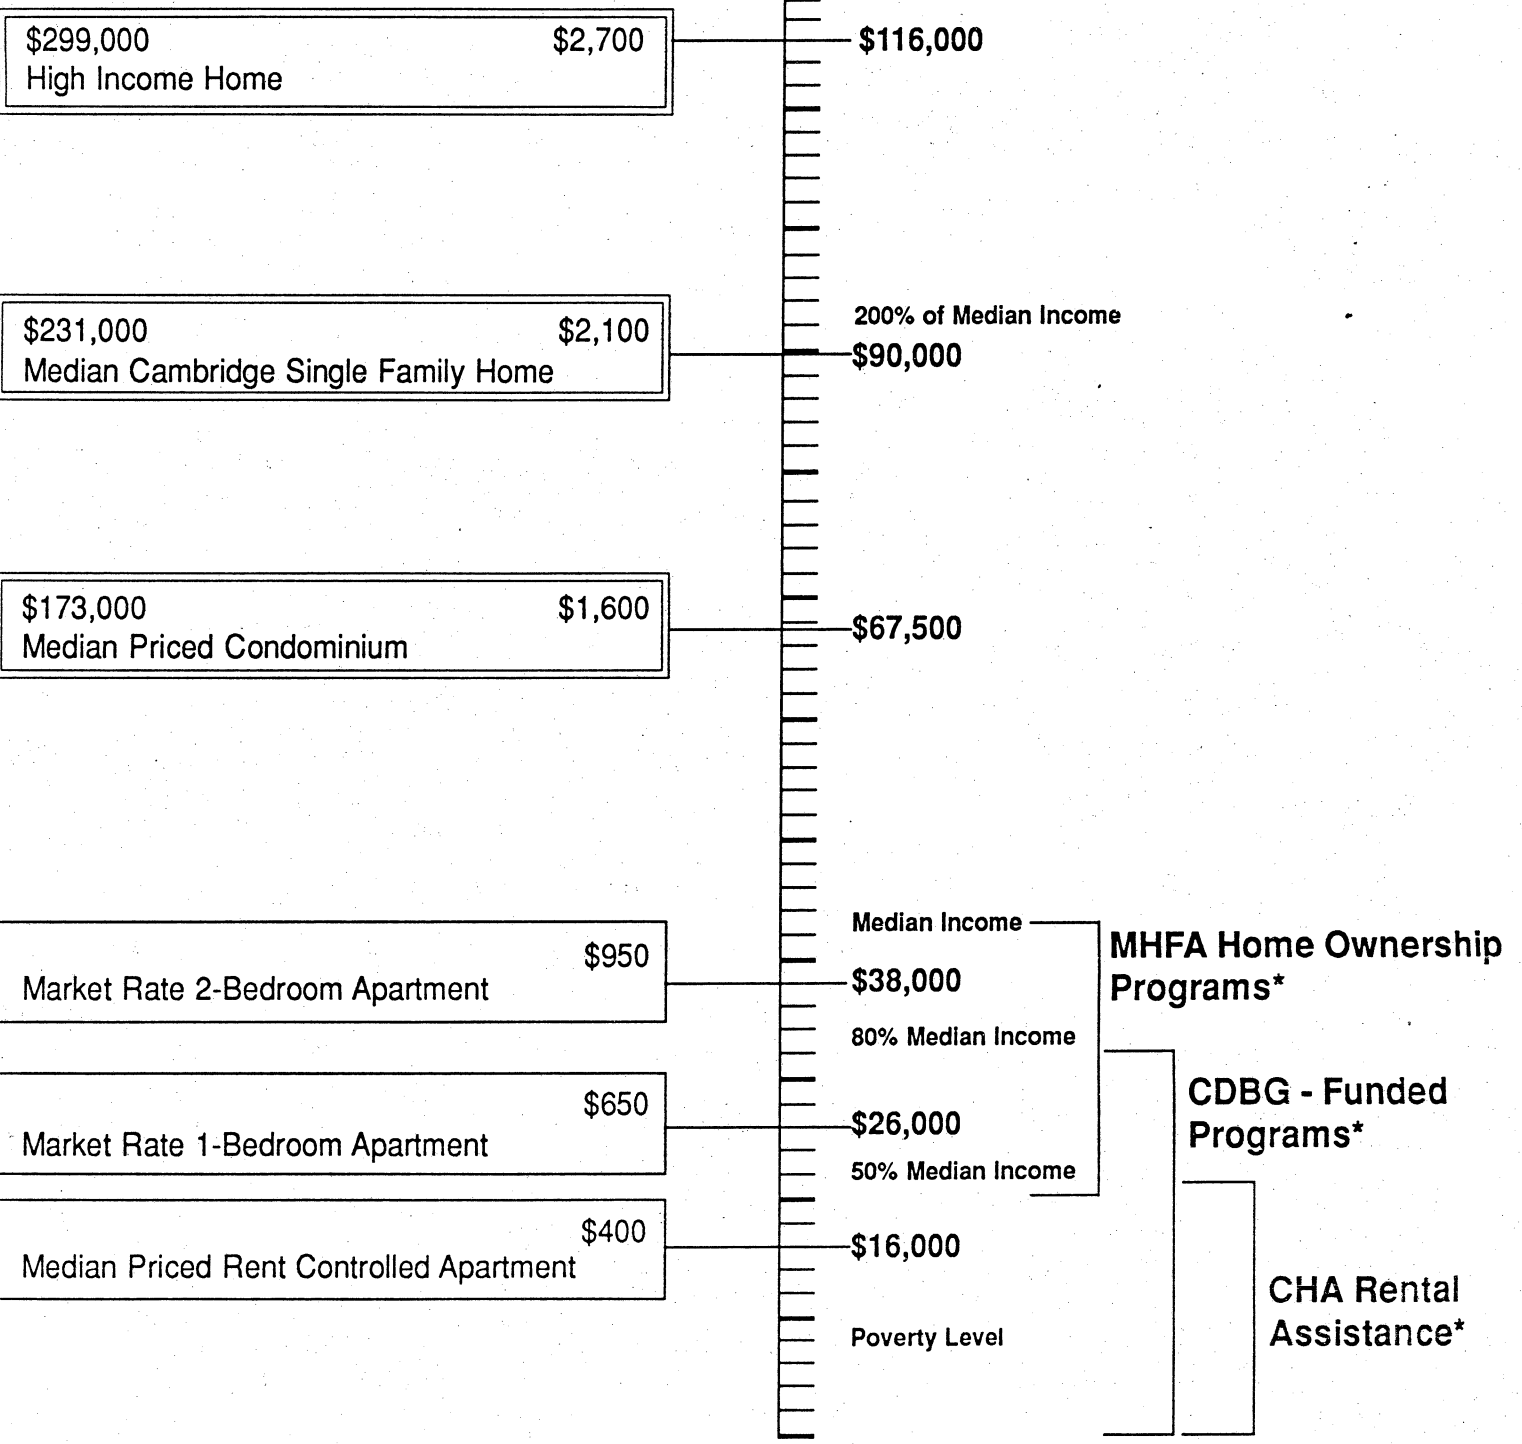 $299,000 $2,700 $116,000
High Income Home
200% of Median Income
$231,000 $2,100 $90,000
Median Cambridge Single Family Home
$173,000 $1,600 $67,500
Median Priced Condominium
Median Income
MHFA Home Ownership
Programs*
$950 $38,000
Market Rate 2-Bedroom Apartment
80% Median Income
CDBG - Funded
Programs*
$650 $26,000
Market Rate 1-Bedroom Apartment
50% Median Income
$400 $16,000
Median Priced Rent Controlled Apartment
CHA Rental
Assistance*
Poverty Level